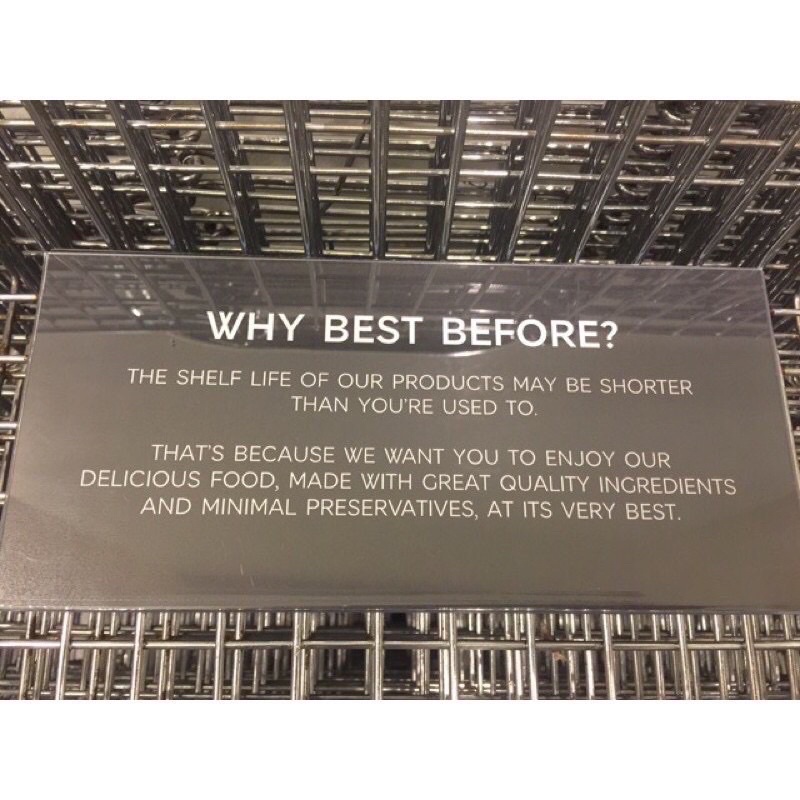 WHY BEST BEFORE?
THE SHELF LIFE OF OUR PRODUCTS MAY BE SHORTER
THAN YOU'RE USED TO.
THAT'S BECAUSE WE WANT YOU TO ENJOY OUR
DELICIOUS FOOD, MADE WITH GREAT QUALITY INGREDIENTS
AND MINIMAL PRESERVATIVES, AT ITS VERY BEST.